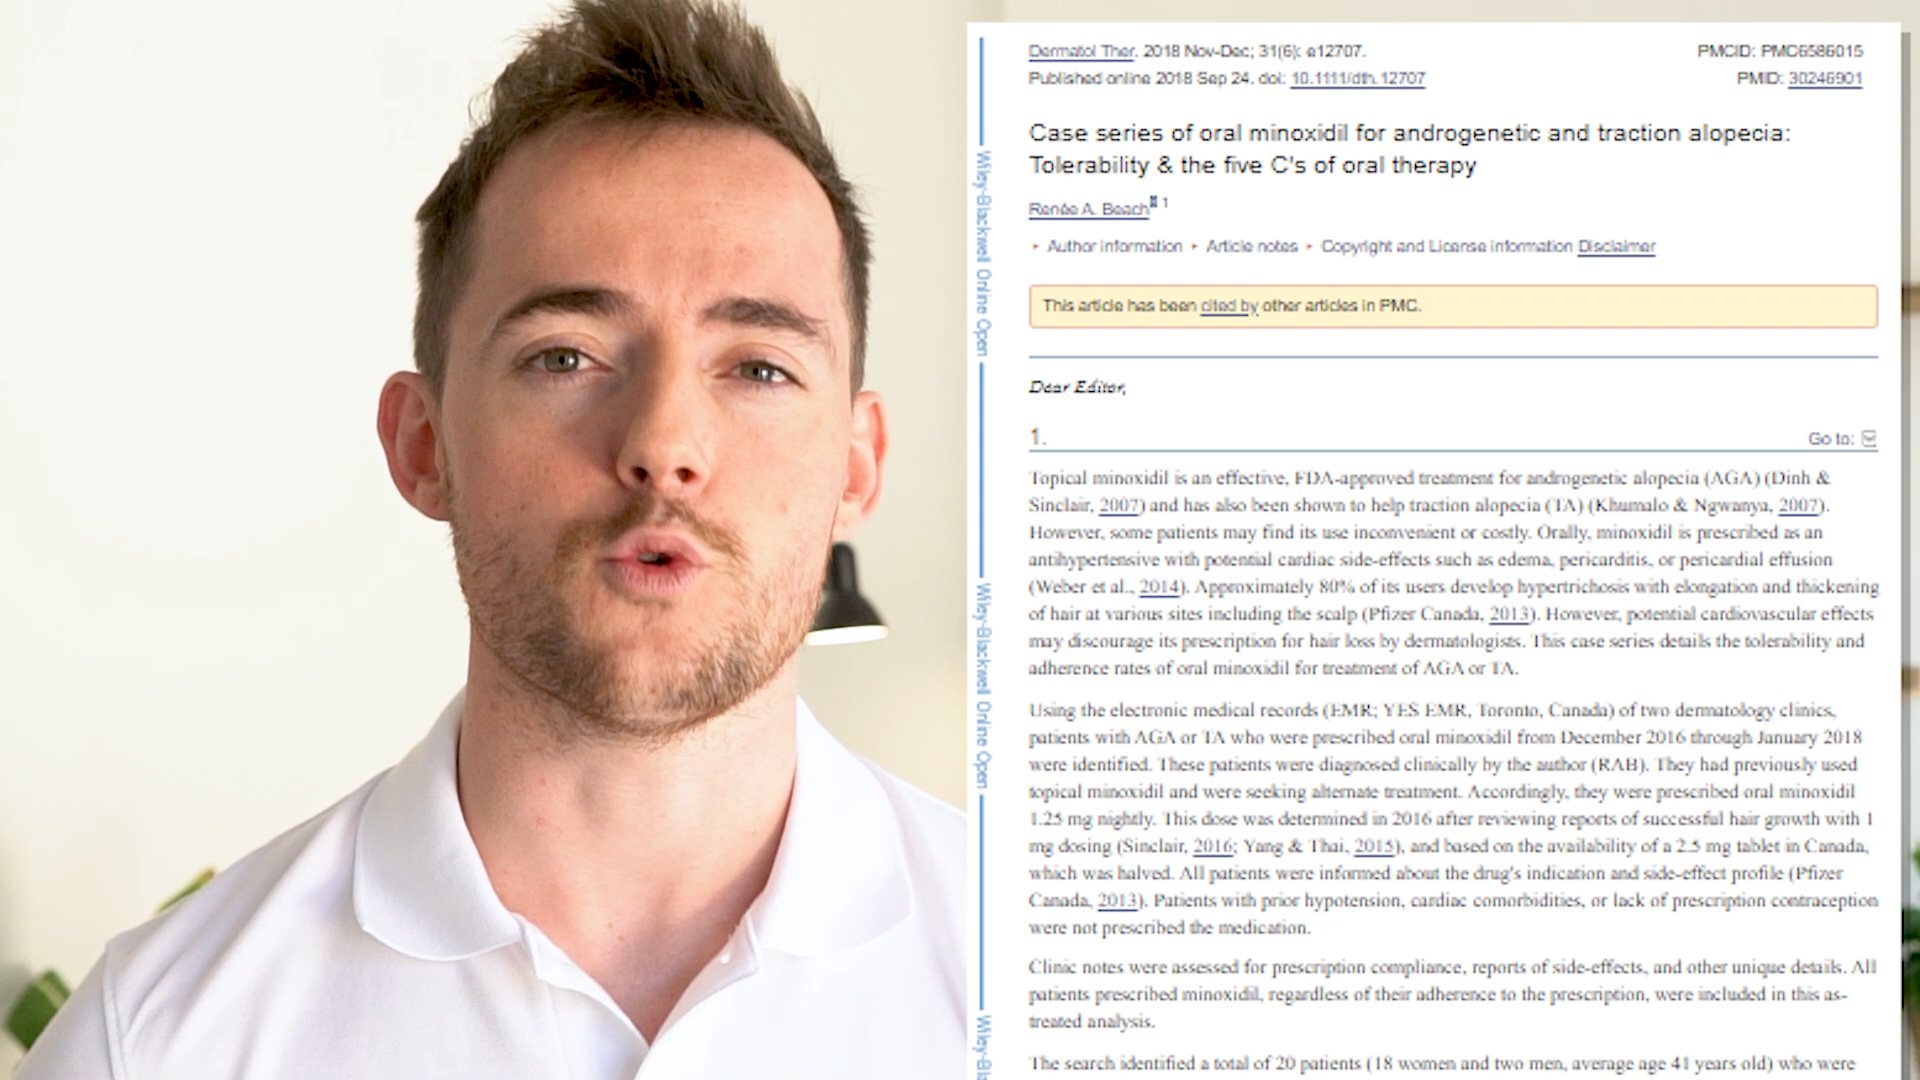 Dermatol Ther. 2018 Nov-Dec; 31(6): e12707.
PMCID: PMC6586015
Published online 2018 Sep 24. doi: 10.1111/dth.12707
PMID: 30246901
Case series of oral minoxidil for androgenetic and traction alopecia:
Tolerability & the five C's of oral therapy
Renée A. Beach 1
▸ Author information ▸ Article notes ▸ Copyright and License information Disclaimer
This article has been cited by other articles in PMC.
Dear Editor,
1.
Go to:
Topical minoxidil is an effective, FDA-approved treatment for androgenetic alopecia (AGA) (Dinh &
Sinclair, 2007) and has also been shown to help traction alopecia (TA) (Khumalo & Ngwanya, 2007).
However, some patients may find its use inconvenient or costly. Orally, minoxidil is prescribed as an
antihypertensive with potential cardiac side-effects such as edema, pericarditis, or pericardial effusion
(Weber et al., 2014). Approximately 80% of its users develop hypertrichosis with elongation and thickening
of hair at various sites including the scalp (Pfizer Canada, 2013). However, potential cardiovascular effects
may discourage its prescription for hair loss by dermatologists. This case series details the tolerability and
adherence rates of oral minoxidil for treatment of AGA or TA.
Using the electronic medical records (EMR; YES EMR, Toronto, Canada) of two dermatology clinics,
patients with AGA or TA who were prescribed oral minoxidil from December 2016 through January 2018
were identified. These patients were diagnosed clinically by the author (RAB). They had previously used
topical minoxidil and were seeking alternate treatment. Accordingly, they were prescribed oral minoxidil
1.25 mg nightly. This dose was determined in 2016 after reviewing reports of successful hair growth with 1
mg dosing (Sinclair, 2016; Yang & Thai, 2015), and based on the availability of a 2.5 mg tablet in Canada,
which was halved. All patients were informed about the drug's indication and side-effect profile (Pfizer
Canada, 2013). Patients with prior hypotension, cardiac comorbidities, or lack of prescription contraception
were not prescribed the medication.
Clinic notes were assessed for prescription compliance, reports of side-effects, and other unique details. All
patients prescribed minoxidil, regardless of their adherence to the prescription, were included in this as-
treated analysis.
The search identified a total of 20 patients (18 women and two men, average age 41 years old) who were
Wiley-Blackwell Online Open
Wiley-Blackwell Online Open
Wiley-Bl